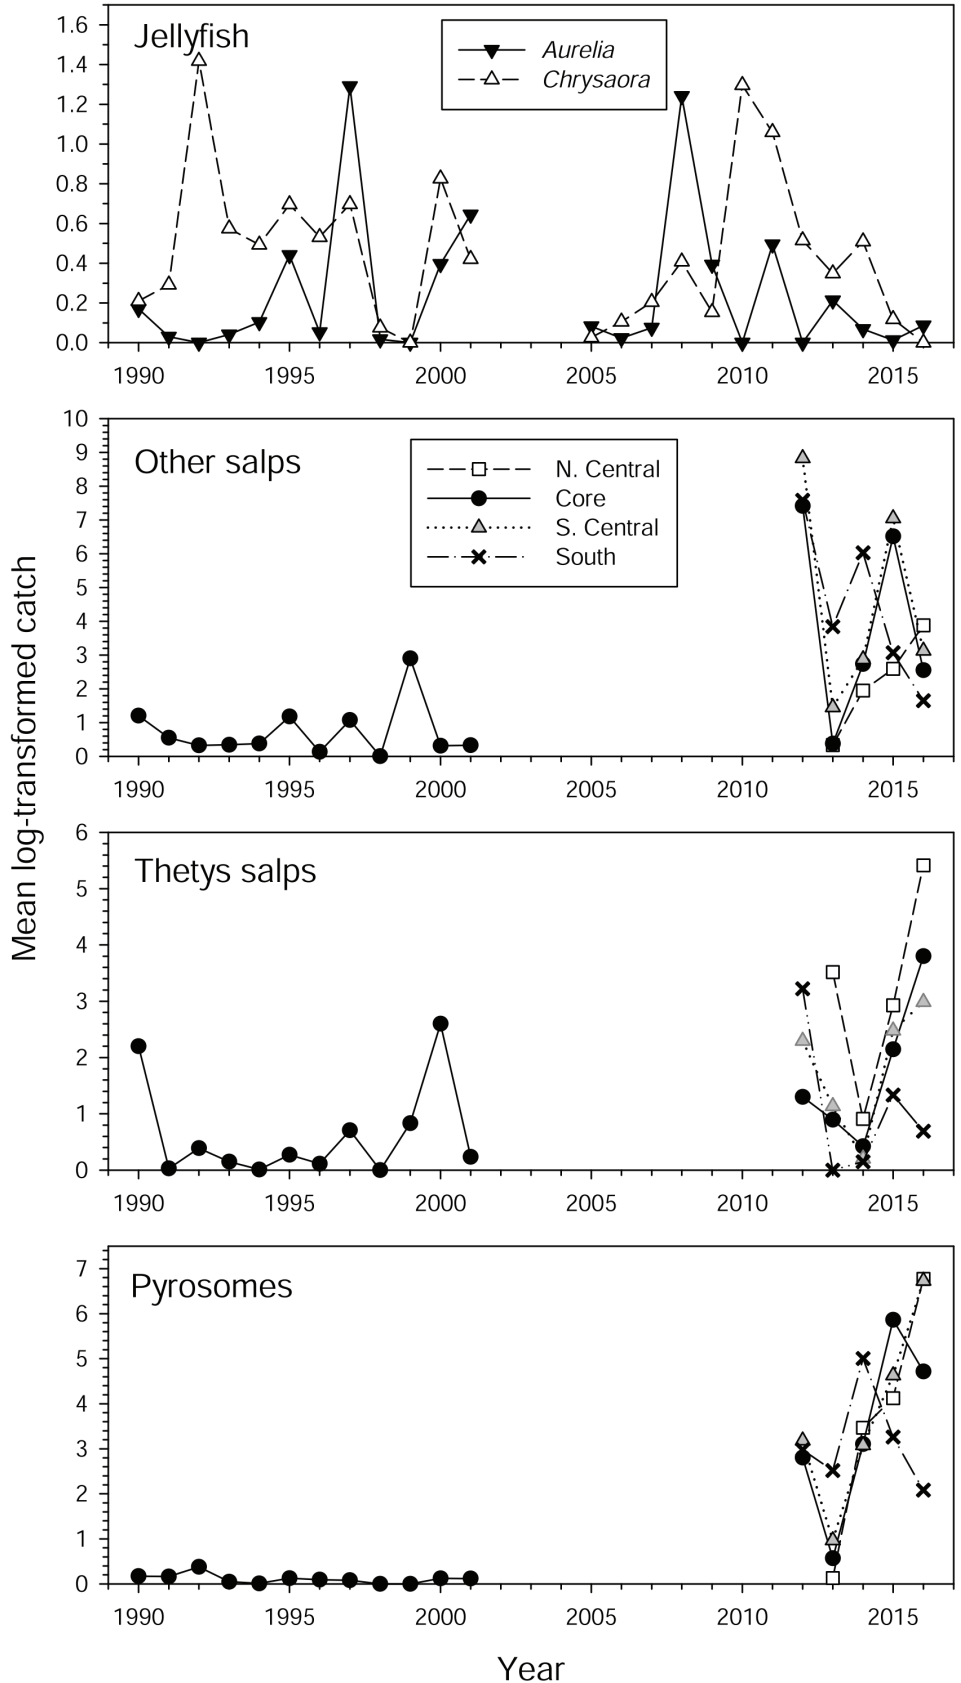 Mean log-transformed catch
Jellyfish
Aurelia
Chrysaora
1.6
1.4
1.2
1.0
0.8
0.6
0.4
0.2
0.0
1990 1995 2000 2005 2010 2015
Other salps
N. Central
Core
S. Central
South
10
9
8
7
6
5
4
3
2
1
0
1990 1995 2000 2005 2010 2015
Thetys salps
6
5
4
3
2
1
0
1990 1995 2000 2005 2010 2015
Pyrosomes
7
6
5
4
3
2
1
0
1990 1995 2000 2005 2010 2015
Year